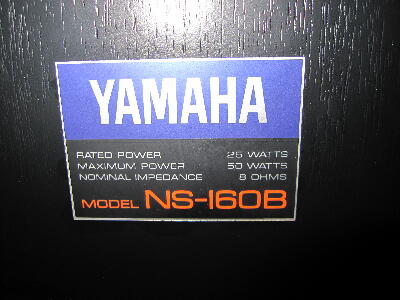 YAMAHA
RATED POWER 25 WATTS
MAXIMUM POWER 50 WATTS
NOMINAL IMPEDANCE 8 OHMS
MODEL NS-160B